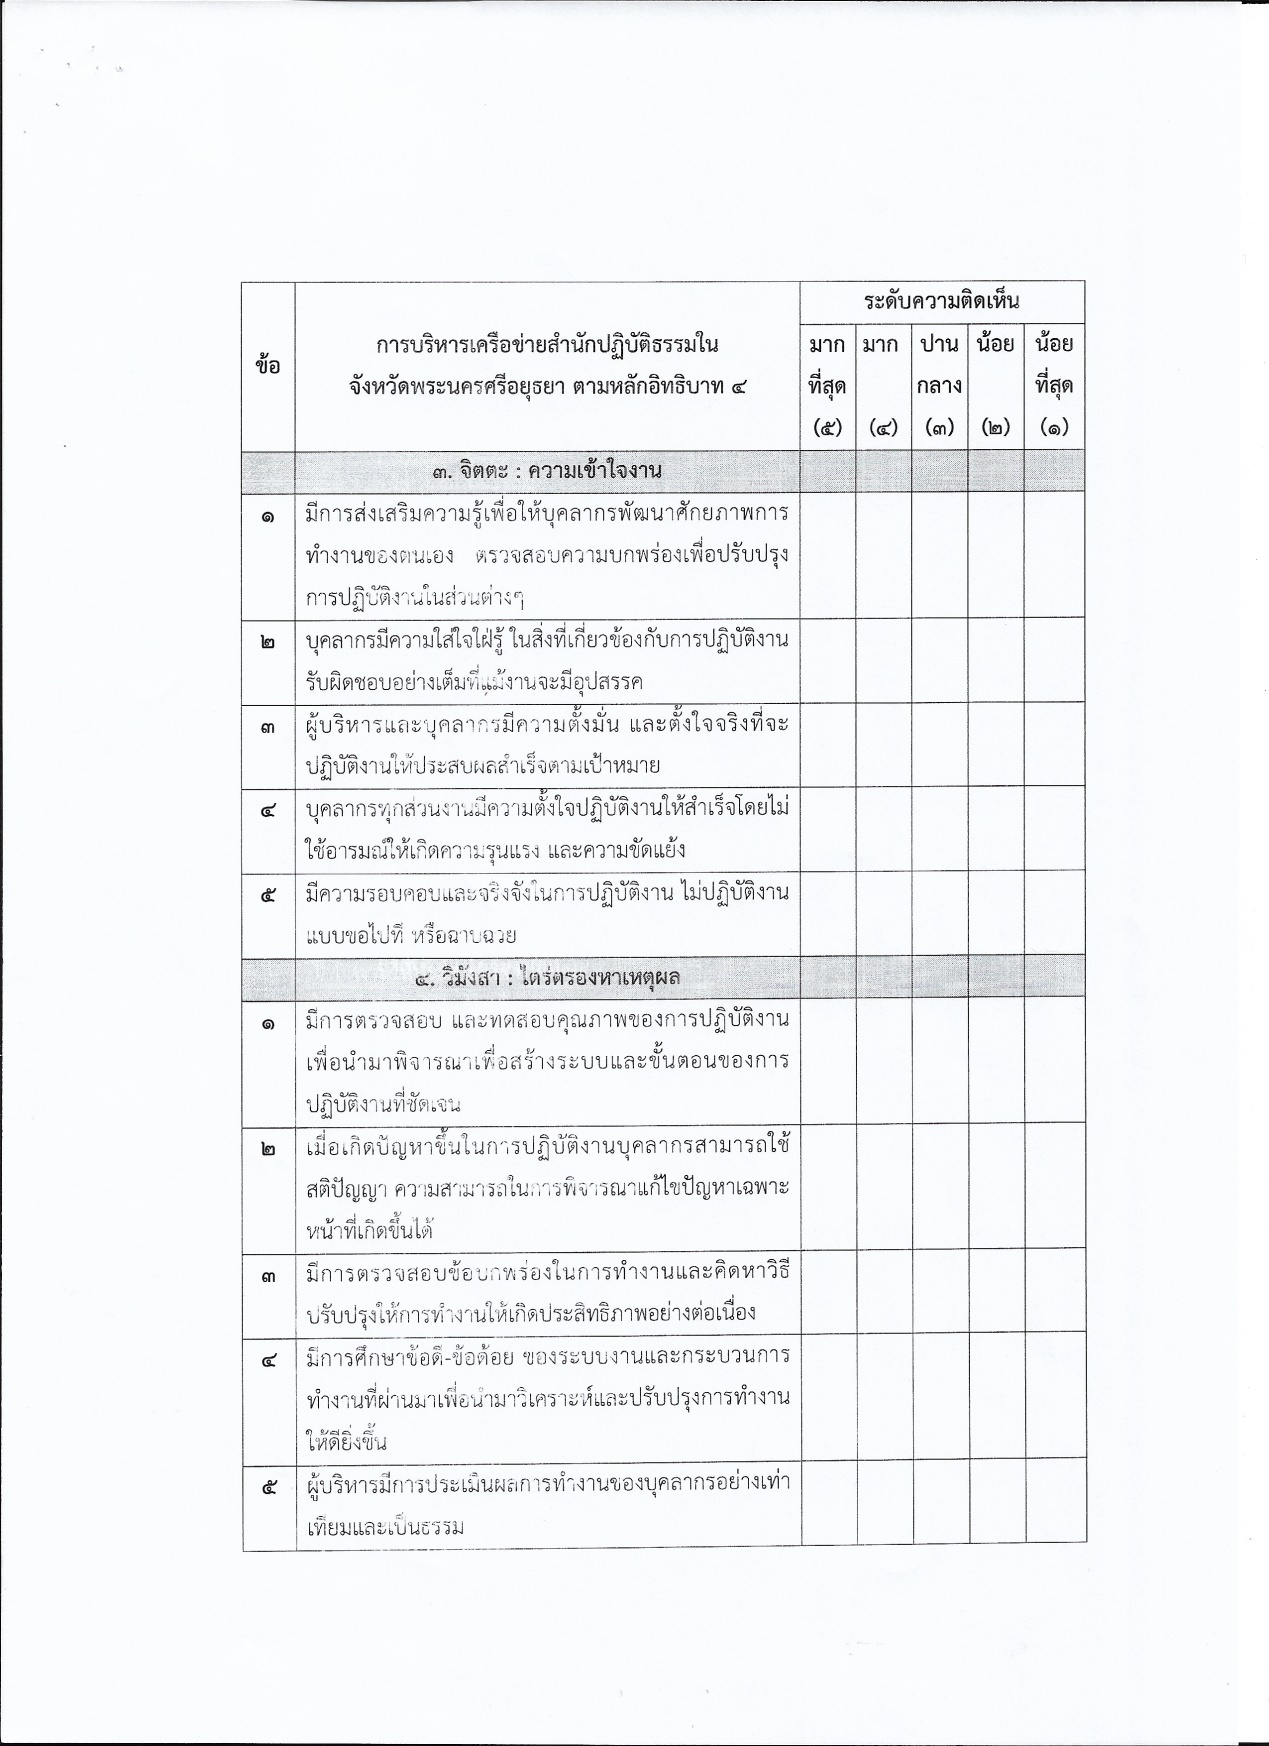 ข้อ
การบริหารเครือข่ายสำนักปฏิบัติธรรมใน
จังหวัดพระนครศรีอยุธยา ตามหลักอิทธิบาท ๔
ระดับความติดเห็น
มาก มาก ปาน น้อย น้อย
ที่สุด กลาง ที่สุด
(๕) (๔) (๓) (๒) (๑)
๓. จิตตะ : ความเข้าใจงาน
๑ มีการส่งเสริมความรู้เพื่อให้บุคลากรพัฒนาศักยภาพการ
ทำงานของตนเอง ตรวจสอบความบกพร่องเพื่อปรับปรุง
การปฏิบัติงานในส่วนต่างๆ
๒ บุคลากรมีความใส่ใจใฝ่รู้ ในสิ่งที่เกี่ยวข้องกับการปฏิบัติงาน
รับผิดชอบอย่างเต็มที่แม้งานจะมีอุปสรรค
๓ ผู้บริหารและบุคลากรมีความตั้งมั่น และตั้งใจจริงที่จะ
ปฏิบัติงานให้ประสบผลสำเร็จตามเป้าหมาย
๔ บุคลากรทุกส่วนงานมีความตั้งใจปฏิบัติงานให้สำเร็จโดยไม่
ใช้อารมณ์ให้เกิดความรุนแรง และความขัดแย้ง
๕ มีความรอบคอบและจริงจังในการปฏิบัติงาน ไม่ปฏิบัติงาน
แบบขอไปที หรือฉาบฉวย
๔. วิมังสา : ไตร่ตรองหาเหตุผล
๑ มีการตรวจสอบ และทดสอบคุณภาพของการปฏิบัติงาน
เพื่อนำมาพิจารณาเพื่อสร้างระบบและขั้นตอนของการ
ปฏิบัติงานที่ชัดเจน
๒ เมื่อเกิดปัญหาขึ้นในการปฏิบัติงานบุคลากรสามารถใช้
สติปัญญา ความสามารถในการพิจารณาแก้ไขปัญหาเฉพาะ
หน้าที่เกิดขึ้นได้
๓ มีการตรวจสอบข้อบกพร่องในการทำงานและคิดหาวิธี
ปรับปรุงให้การทำงานให้เกิดประสิทธิภาพอย่างต่อเนื่อง
๔ มีการศึกษาข้อดี-ข้อด้อย ของระบบงานและกระบวนการ
ทำงานที่ผ่านมาเพื่อนำมาวิเคราะห์และปรับปรุงการทำงาน
ให้ดียิ่งขึ้น
๕ ผู้บริหารมีการประเมินผลการทำงานของบุคลากรอย่างเท่า
เทียมและเป็นธรรม